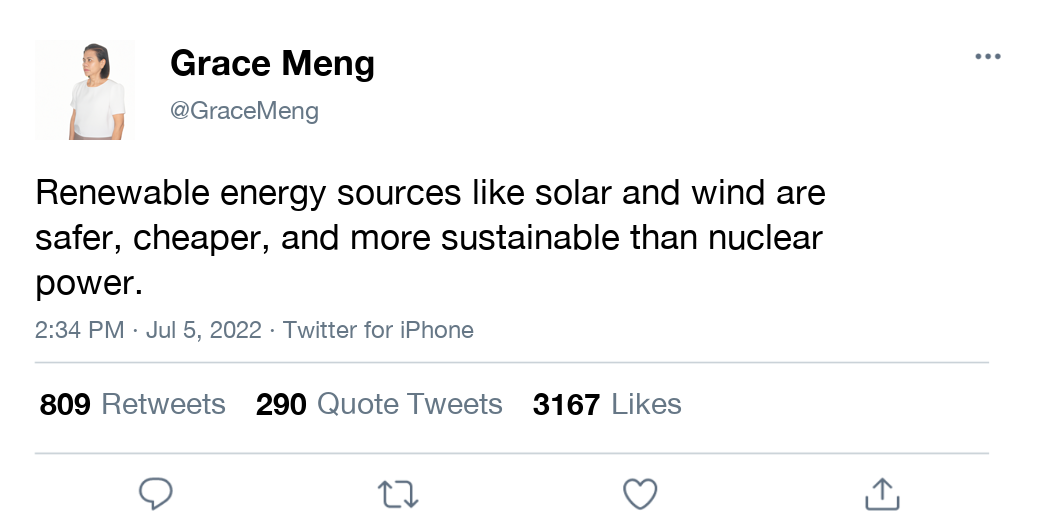 Grace Meng
@GraceMeng
Renewable energy sources like solar and wind are
safer, cheaper, and more sustainable than nuclear
power.
2:34 PM · Jul 5, 2022 · Twitter for iPhone
809 Retweets 290 Quote Tweets 3167 Likes